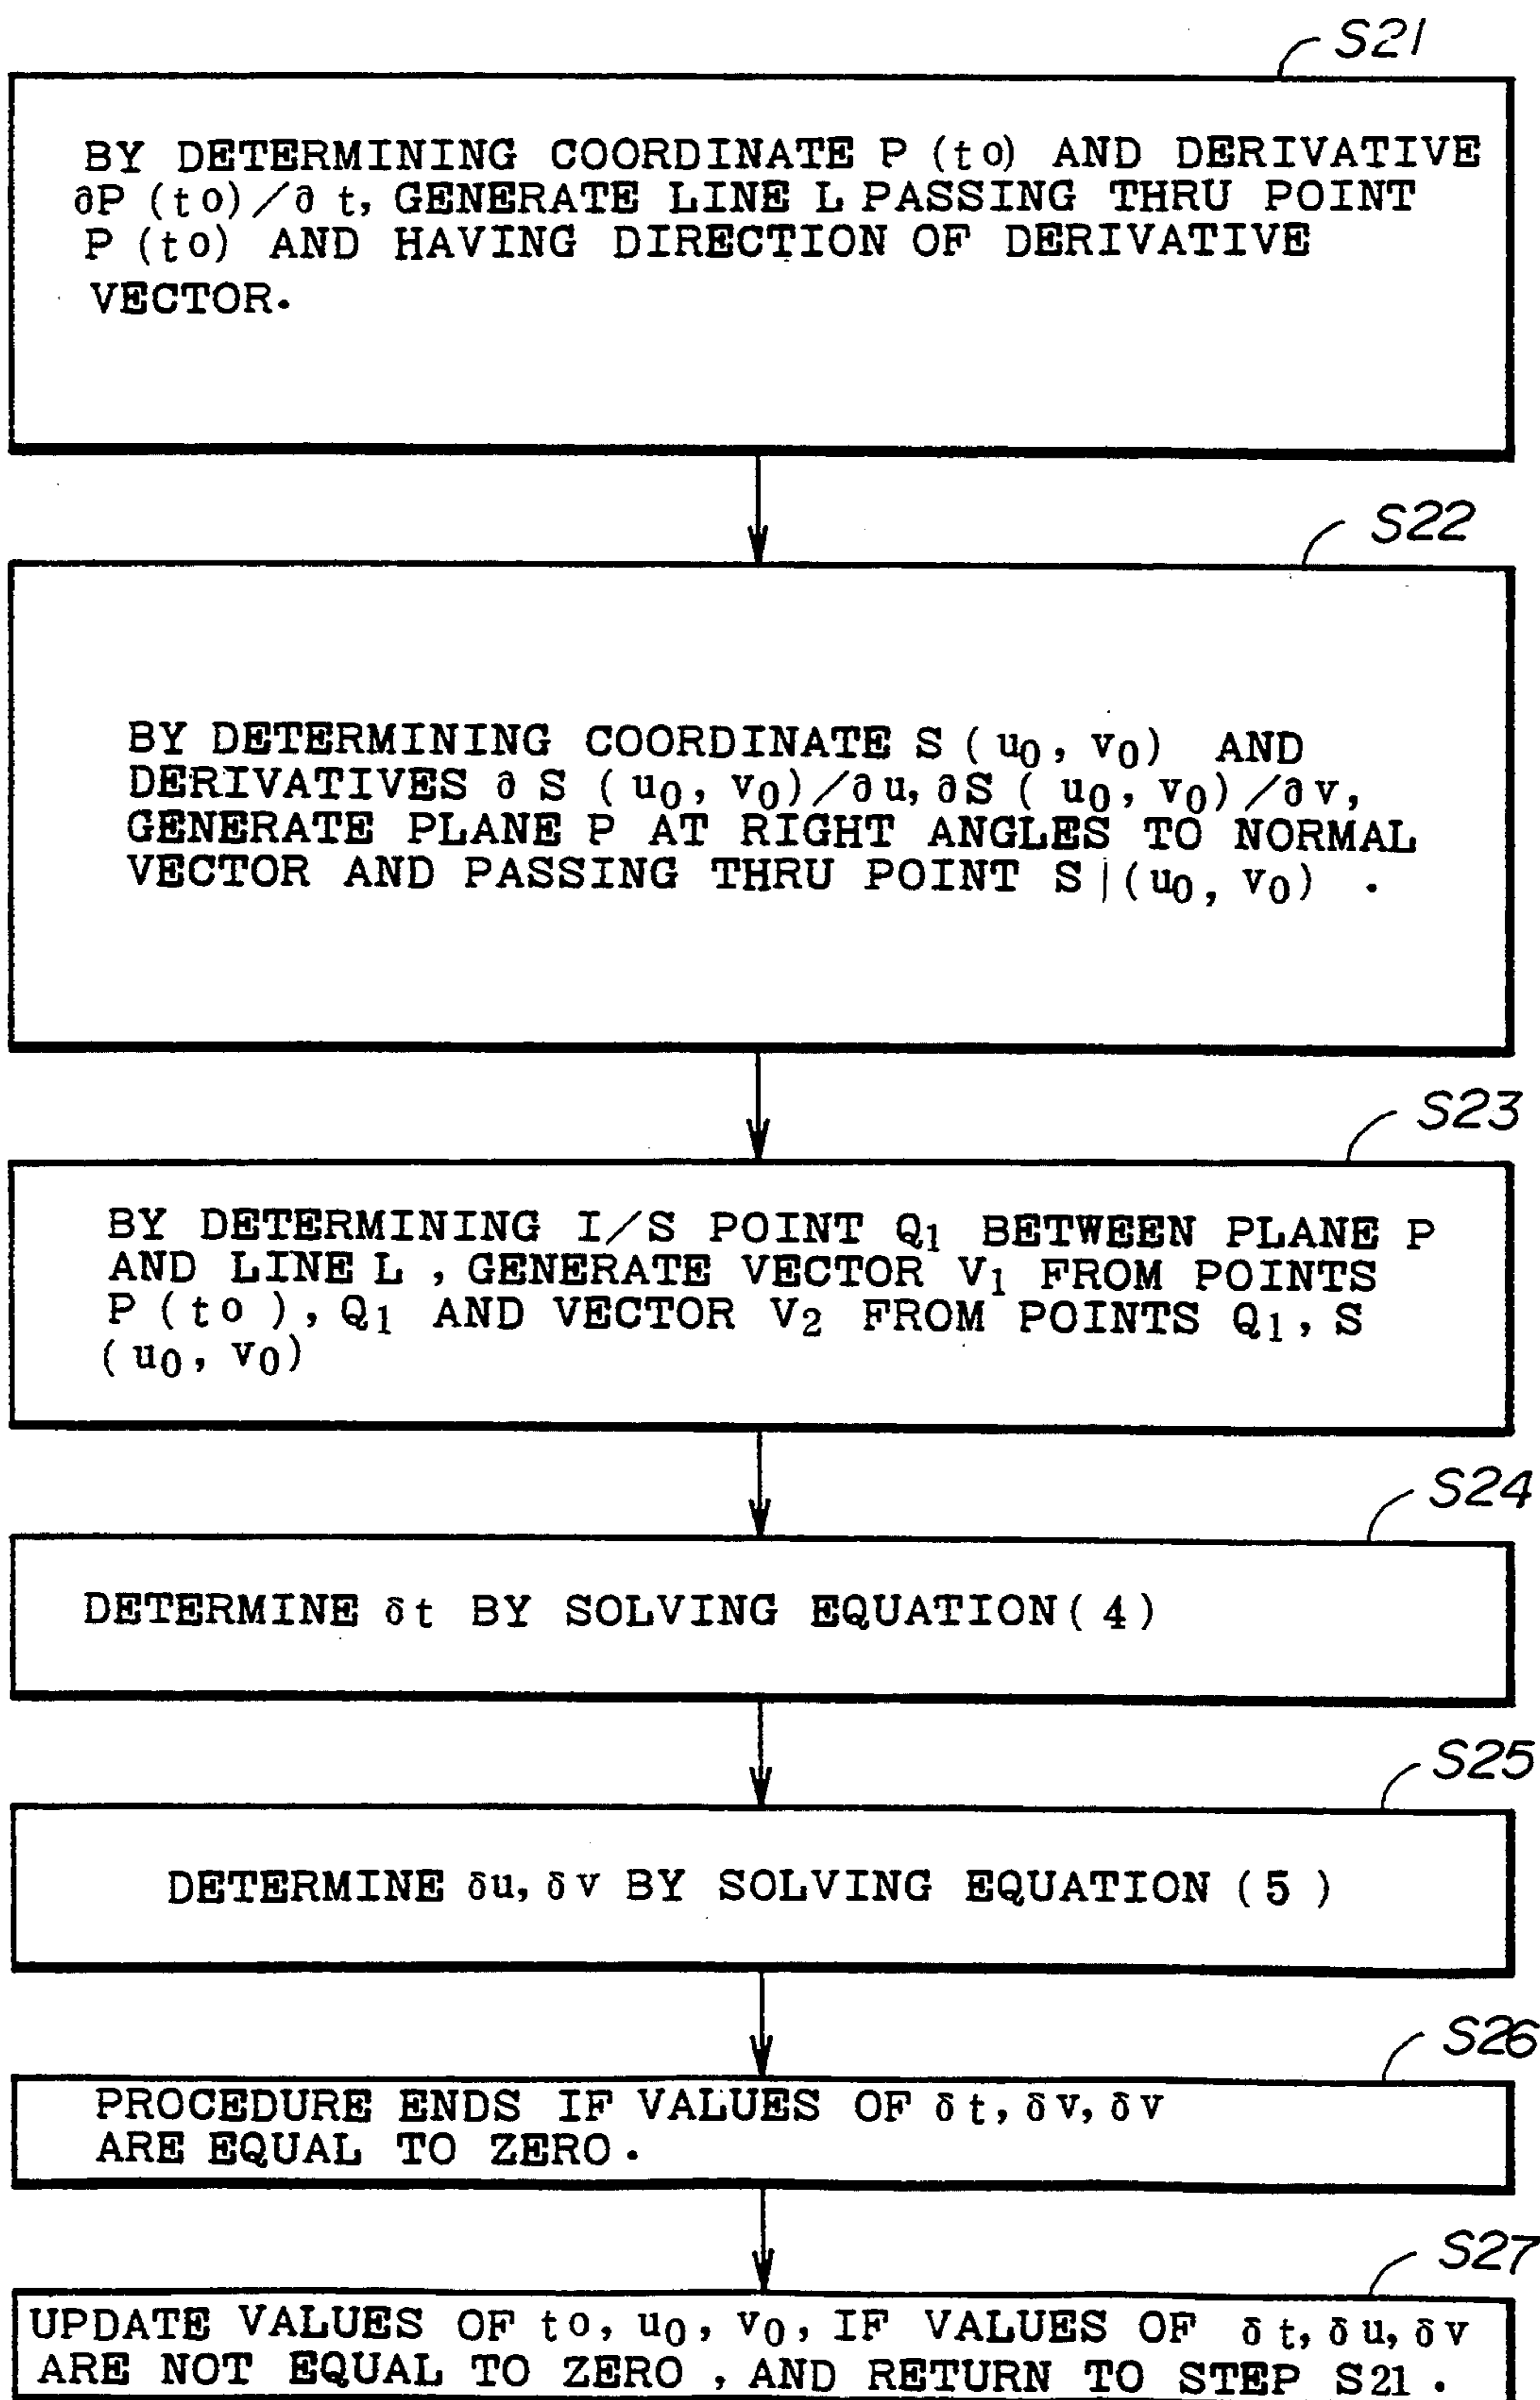 S21
BY DETERMINING COORDINATE P (t0) AND DERIVATIVE
∂P (t0)/∂ t, GENERATE LINE L PASSING THRU POINT
P (t0) AND HAVING DIRECTION OF DERIVATIVE
VECTOR.
S22
BY DETERMINING COORDINATE S ( u0, v0) AND
DERIVATIVES ∂ S ( u0, v0)/∂u, ∂S ( u0, v0) /∂v,
GENERATE PLANE P AT RIGHT ANGLES TO NORMAL
VECTOR AND PASSING THRU POINT S|(u0, v0) .
S23
BY DETERMINING I/S POINT Q1 BETWEEN PLANE P
AND LINE L , GENERATE VECTOR V1 FROM POINTS
P (t0 ), Q1 AND VECTOR V2 FROM POINTS Q1, S
( u0, v0)
S24
DETERMINE δt BY SOLVING EQUATION( 4 )
S25
DETERMINE δu, δv BY SOLVING EQUATION ( 5 )
S26
PROCEDURE ENDS IF VALUES OF δt, δv, δv
ARE EQUAL TO ZERO.
S27
UPDATE VALUES OF t0, u0, v0, IF VALUES OF δt, δu, δv
ARE NOT EQUAL TO ZERO , AND RETURN TO STEP S21 .